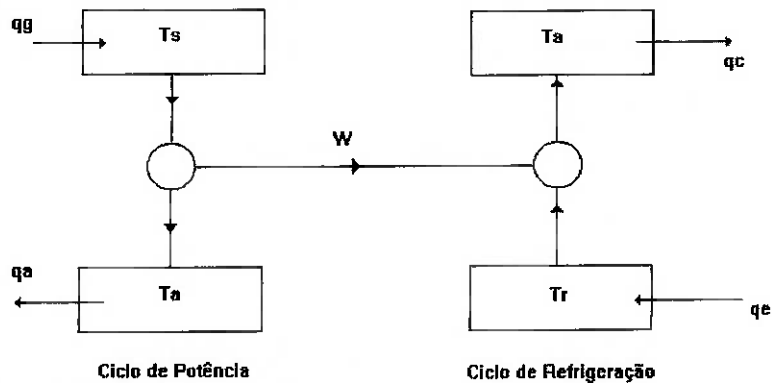 qg
Ts
Ta
qc
W
qa
Ta
Tr
qe
Ciclo de Potência
Ciclo de Refrigeração